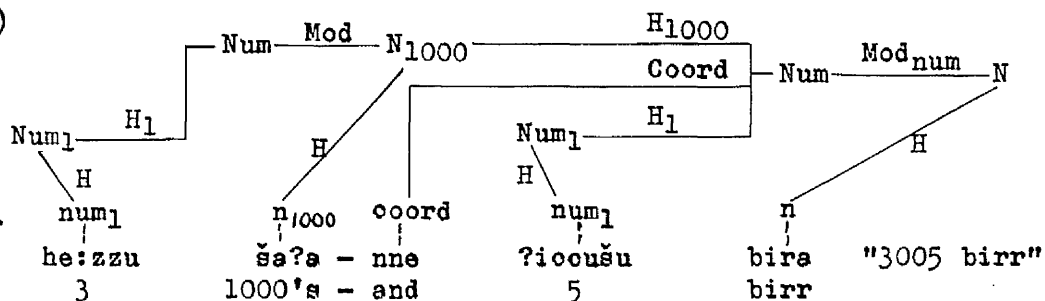 )
Num Mod N1000 H1000
Coord Num Modnum N
Num1 H1 Num1 H1
H H H H
num1 n1000 coord num1 n
he:zzu ša?a – nne ?iccušu bira "3005 birr"
3 1000's – and 5 birr